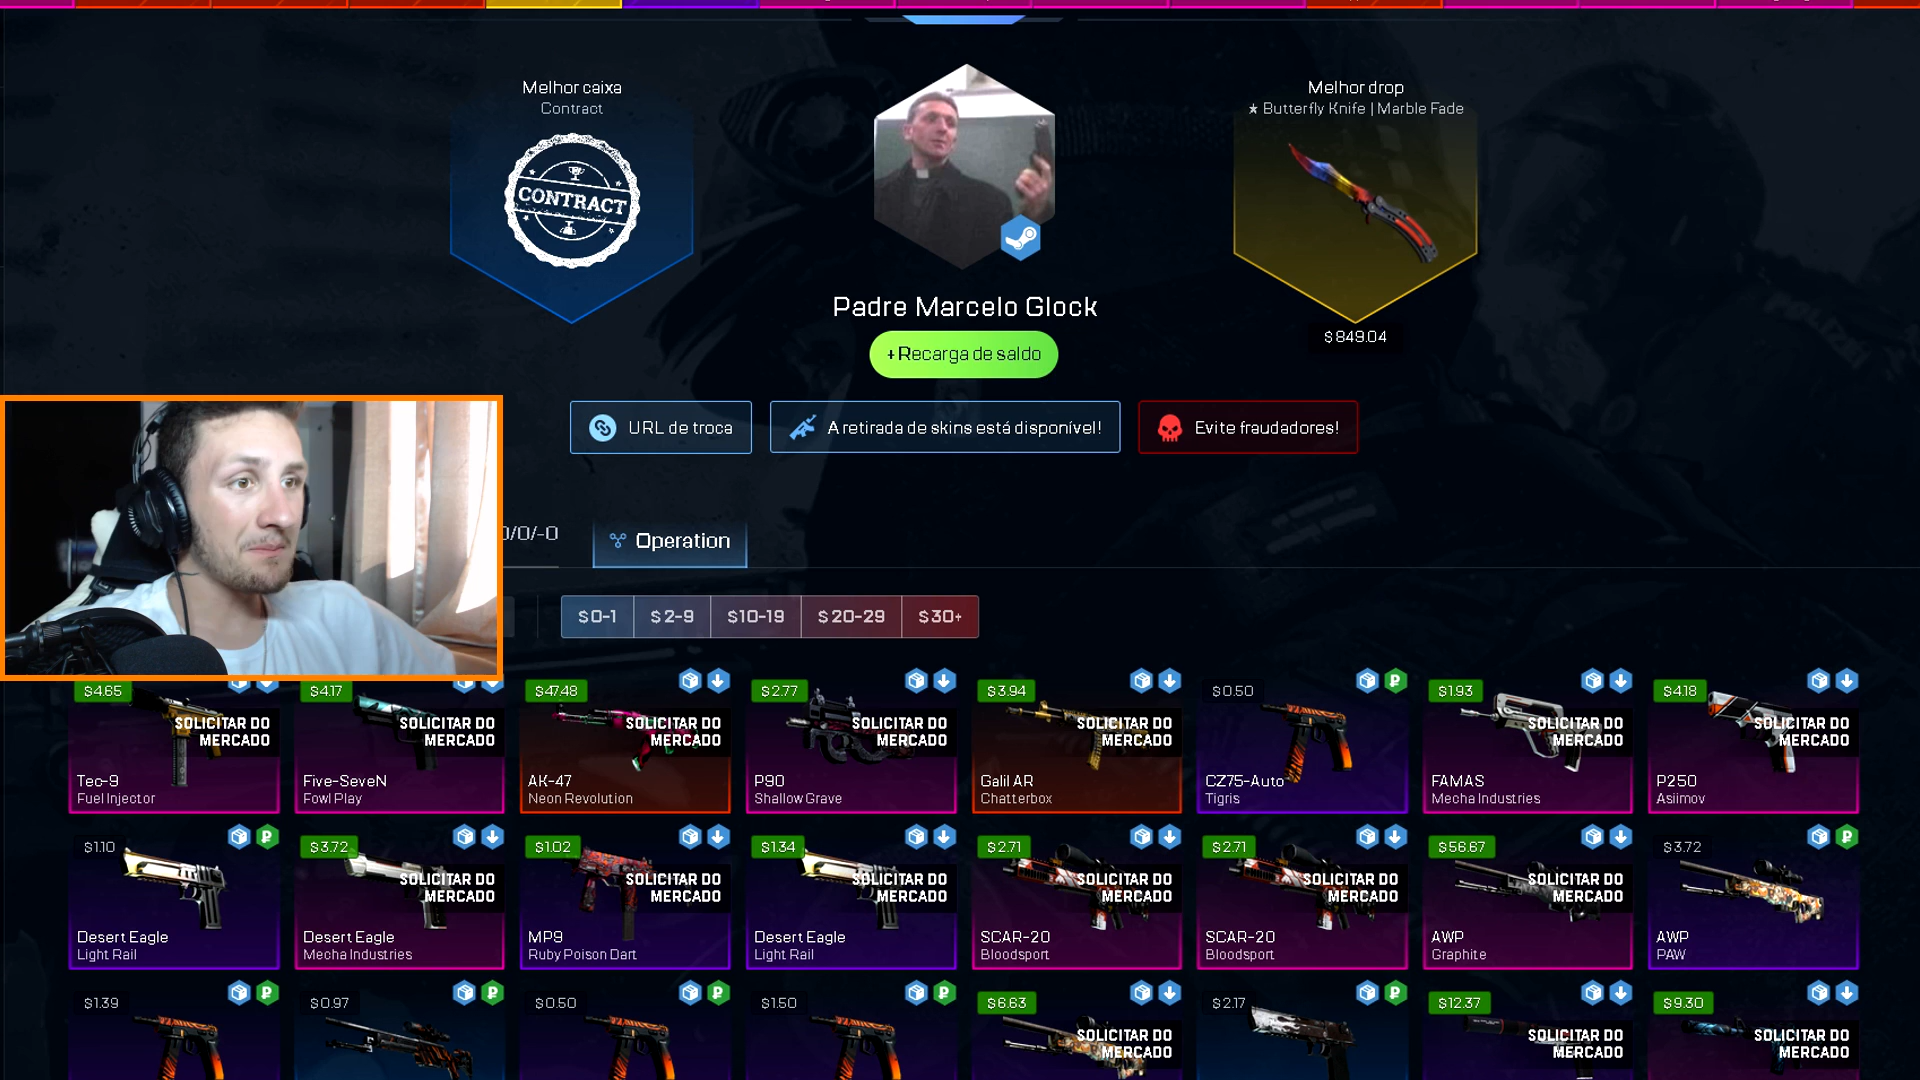 Melhor caixa
Contract
CONTRACT
Melhor drop
★ Butterfly Knife | Marble Fade
$ 849.04
Padre Marcelo Glock
+ Recarga de saldo
URL de troca
A retirada de skins está disponível!
Evite fraudadores!
0/0/-0
Operation
$ 0-1
$ 2-9
$ 10-19
$ 20-29
$ 30+
$4.65
SOLICITAR DO
MERCADO
Tec-9
Fuel Injector
$4.17
SOLICITAR DO
MERCADO
Five-SeveN
Fowl Play
$47.48
SOLICITAR DO
MERCADO
AK-47
Neon Revolution
$2.77
SOLICITAR DO
MERCADO
P90
Shallow Grave
$3.94
SOLICITAR DO
MERCADO
Galil AR
Chatterbox
$0.50
CZ75-Auto
Tigris
$1.93
SOLICITAR DO
MERCADO
FAMAS
Mecha Industries
$4.18
SOLICITAR DO
MERCADO
P250
Asiimov
$1.10
Desert Eagle
Light Rail
$3.72
SOLICITAR DO
MERCADO
Desert Eagle
Mecha Industries
$1.02
SOLICITAR DO
MERCADO
MP9
Ruby Poison Dart
$1.34
SOLICITAR DO
MERCADO
Desert Eagle
Light Rail
$2.71
SOLICITAR DO
MERCADO
SCAR-20
Bloodsport
$2.71
SOLICITAR DO
MERCADO
SCAR-20
Bloodsport
$56.67
SOLICITAR DO
MERCADO
AWP
Graphite
$3.72
AWP
PAW
$1.39
$0.97
$0.50
$1.50
$6.63
SOLICITAR DO
MERCADO
$2.17
$12.37
SOLICITAR DO
MERCADO
$9.30
SOLICITAR DO
MERCADO